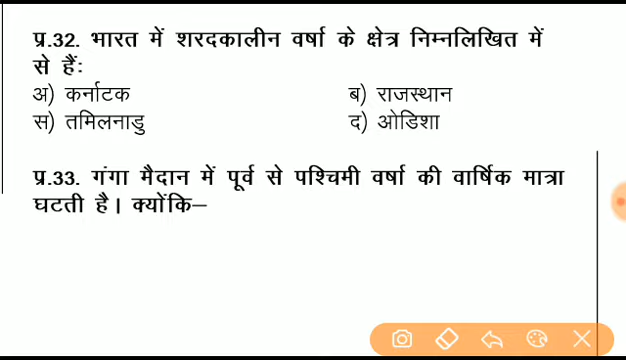 प्र.32. भारत में शरदकालीन वर्षा के क्षेत्र निम्नलिखित में
से हैं:
अ) कर्नाटक ब) राजस्थान
स) तमिलनाडु द) ओडिशा
प्र.33. गंगा मैदान में पूर्व से पश्चिमी वर्षा की वार्षिक मात्रा
घटती है। क्योंकि–